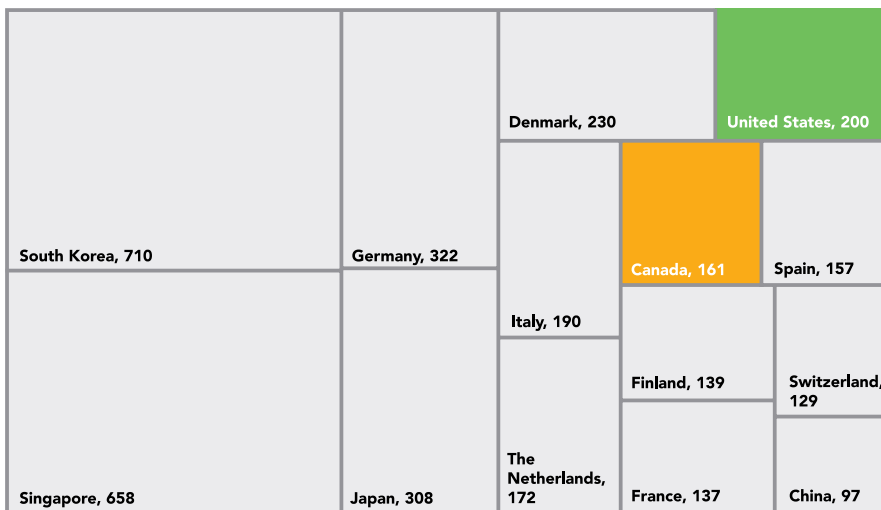 Denmark, 230
United States, 200
South Korea, 710
Germany, 322
Canada, 161
Spain, 157
Italy, 190
Finland, 139
Switzerland,
129
The
Netherlands,
172
Singapore, 658
Japan, 308
France, 137
China, 97